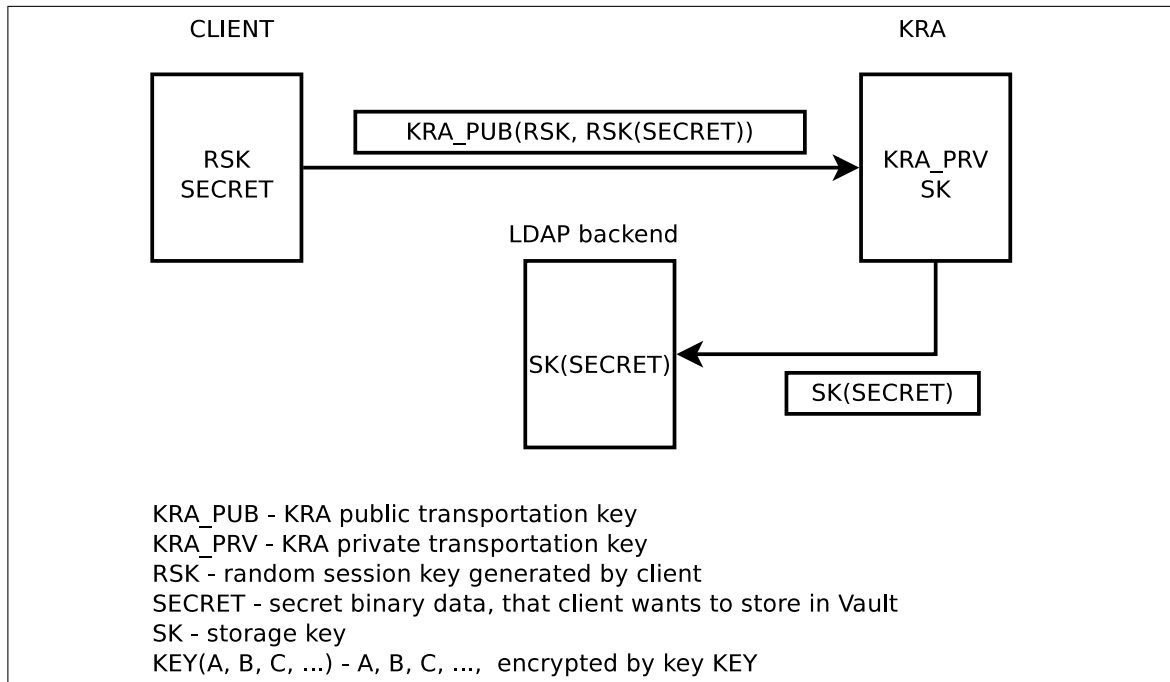 CLIENT
KRA
KRA_PUB(RSK, RSK(SECRET))
RSK
SECRET
KRA_PRV
SK
LDAP backend
SK(SECRET)
SK(SECRET)
KRA_PUB - KRA public transportation key
KRA_PRV - KRA private transportation key
RSK - random session key generated by client
SECRET - secret binary data, that client wants to store in Vault
SK - storage key
KEY(A, B, C, ...) - A, B, C, ..., encrypted by key KEY